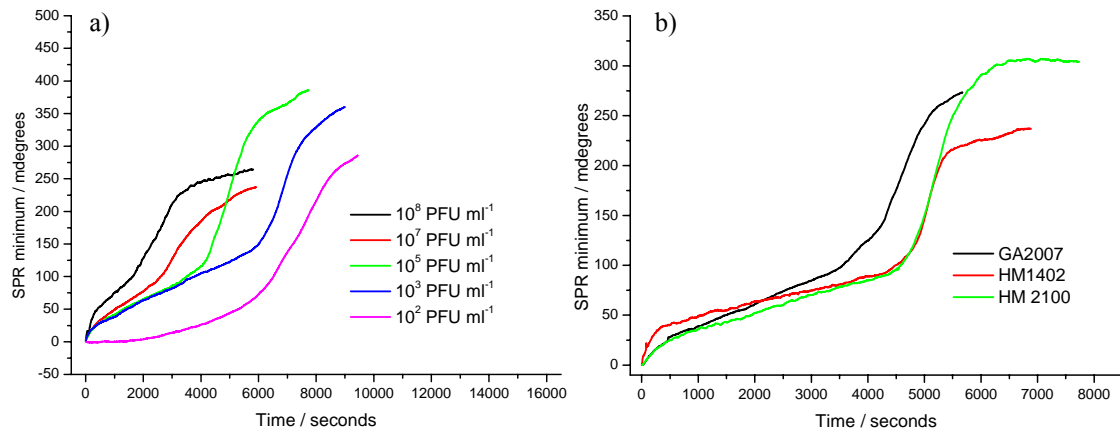 a)
500
450
400
350
300
250
200
150
100
50
0
-50
SPR minimum / mdegrees
0 2000 4000 6000 8000 10000 12000 14000 16000
Time / seconds
10⁸ PFU ml⁻¹
10⁷ PFU ml⁻¹
10⁵ PFU ml⁻¹
10³ PFU ml⁻¹
10² PFU ml⁻¹
b)
350
300
250
200
150
100
50
0
SPR minimum / mdegrees
0 1000 2000 3000 4000 5000 6000 7000 8000
Time / seconds
GA2007
HM1402
HM 2100